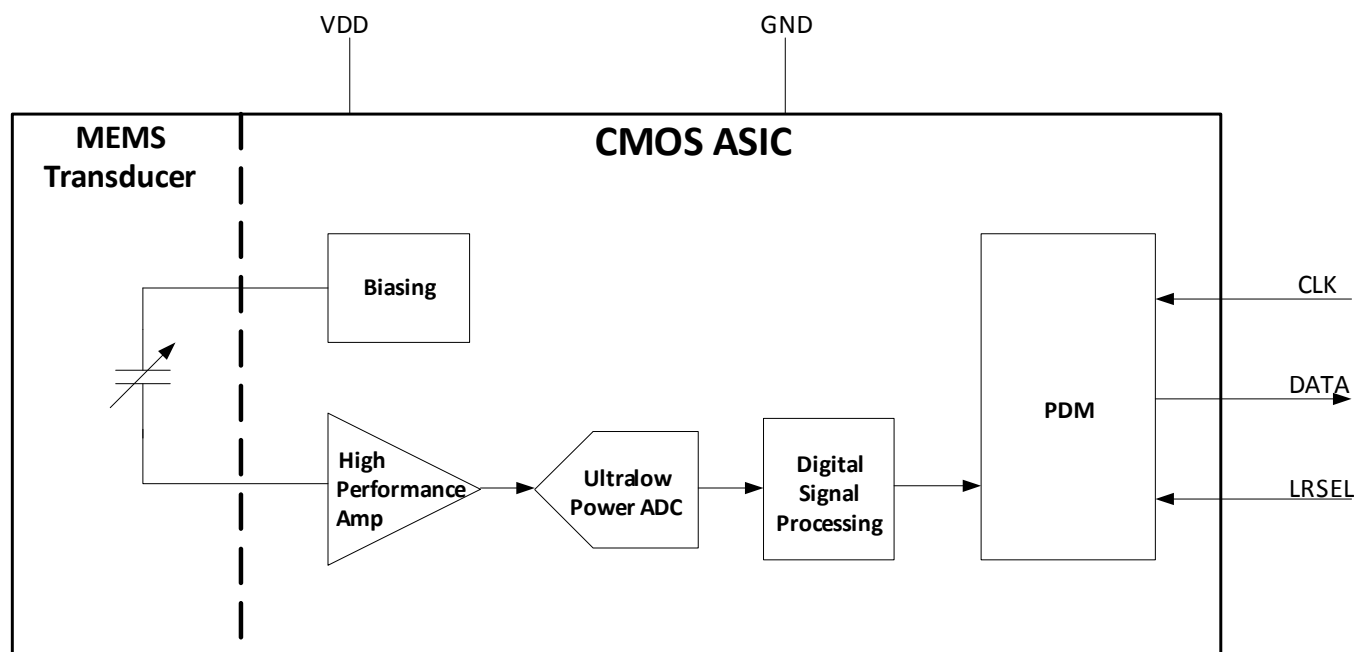 VDD
GND
MEMS
Transducer
CMOS ASIC
Biasing
CLK
DATA
PDM
High
Performance
Amp
Ultralow
Power ADC
Digital
Signal
Processing
LRSEL